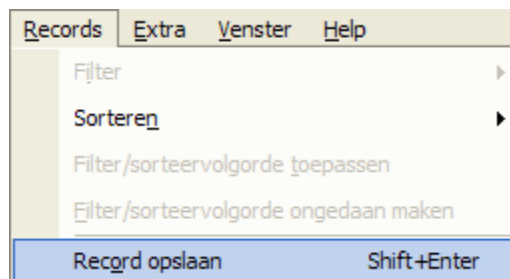 Records Extra Venster Help
Filter
Sorteren
Filter/sorteervolgorde toepassen
Filter/sorteervolgorde ongedaan maken
Record opslaan Shift+Enter